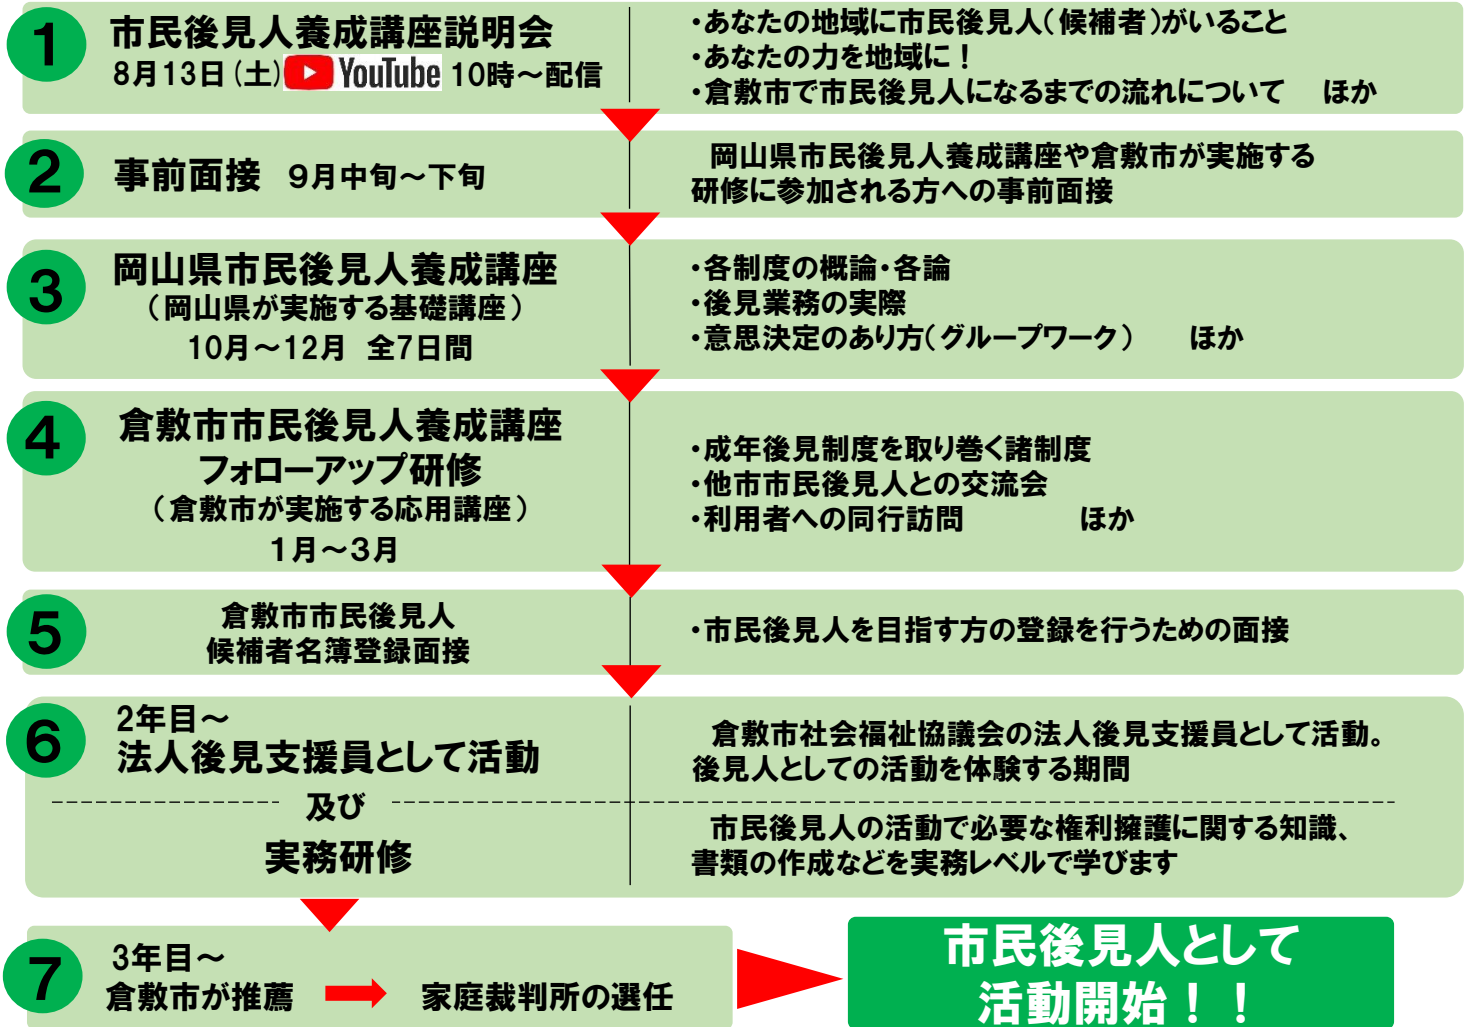 1
市民後見人養成講座説明会
8月13日(土) YouTube 10時～配信
・あなたの地域に市民後見人(候補者)がいること
・あなたの力を地域に！
・倉敷市で市民後見人になるまでの流れについて　ほか
2
事前面接　9月中旬～下旬
岡山県市民後見人養成講座や倉敷市が実施する
研修に参加される方への事前面接
3
岡山県市民後見人養成講座
(岡山県が実施する基礎講座)
10月～12月　全7日間
・各制度の概論・各論
・後見業務の実際
・意思決定のあり方(グループワーク)　ほか
4
倉敷市市民後見人養成講座
フォローアップ研修
(倉敷市が実施する応用講座)
1月～3月
・成年後見制度を取り巻く諸制度
・他市市民後見人との交流会
・利用者への同行訪問　ほか
5
倉敷市市民後見人
候補者名簿登録面接
・市民後見人を目指す方の登録を行うための面接
6
2年目～
法人後見支援員として活動
及び
実務研修
倉敷市社会福祉協議会の法人後見支援員として活動。
後見人としての活動を体験する期間
市民後見人の活動で必要な権利擁護に関する知識、
書類の作成などを実務レベルで学びます
7
3年目～
倉敷市が推薦　家庭裁判所の選任
市民後見人として
活動開始！！